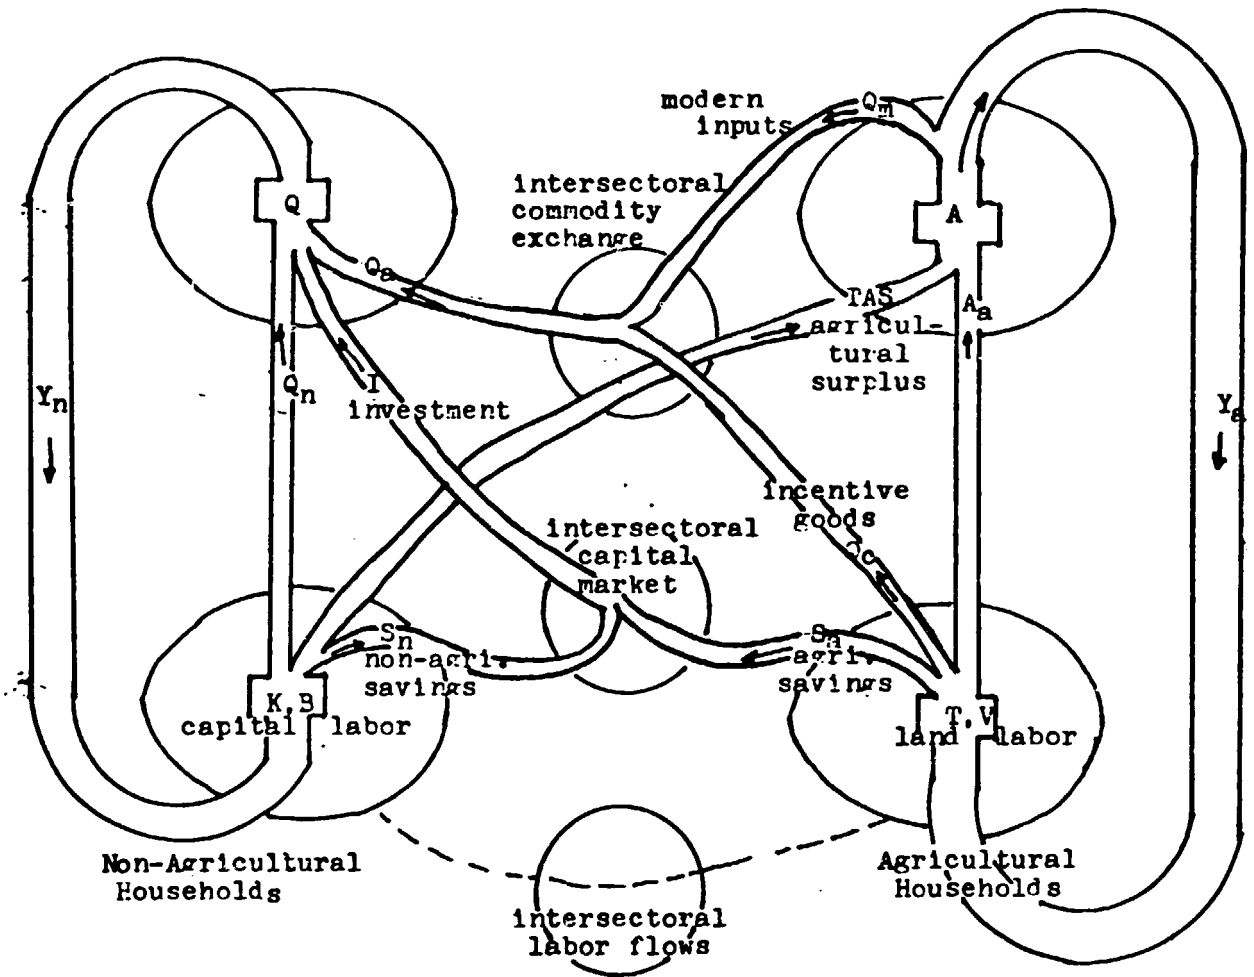 modern
inputs
Qm
intersectoral
commodity
exchange
Q
A
Qa
TAS
agricul-
tural
surplus
Aa
Yn
Qn
I
investment
Ya
incentive
goods
Qc
intersectoral
capital
market
Sn
non-agri.
savings
Sa
agri.
savings
K,B
capital labor
T,V
land labor
Non-Agricultural
Households
Agricultural
Households
intersectoral
labor flows